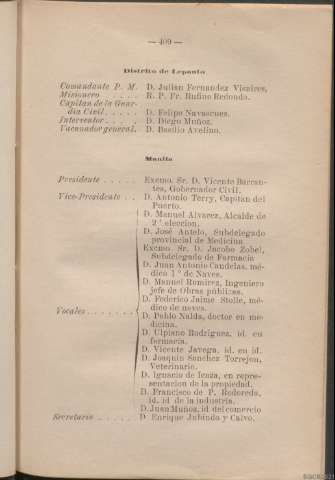 — 409 —
Distrito de Lepanto
Comandante P. M. D. Julian Fernandez Visaires,
Misionero . . . . R. P. Fr. Rufino Redondo.
Capitan de la Guar-
dia Civil . . . . . D. Felipe Navascues.
Interventor . . . . D. Diego Muñoz.
Vacunador general. D. Basilio Avelino.
Manila
Presidente . . . . . Excmo. Sr. D. Vicente Barran-
tes, Gobernador Civil.
Vice-Presidente . . D. Antonio Terry, Capitan del
Puerto.
D. Manuel Alvarez, Alcalde de
2.ª eleccion.
D. José Antelo, Subdelegado
provincial de Medicina
Excmo. Sr. D. Jacobo Zobel,
Subdelegado de Farmacia
D. Juan Antonio Candelas, mé-
dico 1.º de Naves.
D. Manuel Ramirez, Ingeniero
jefe de Obras públicas.
D. Federico Jaime Stolle, mé-
dico de naves.
Vocales . . . . . . . D. Pablo Nalda, doctor en me-
dicina.
D. Ulpiano Rodriguez, id. en
farmacia.
D. Vicente Javega, id. en id.
D. Joaquin Sanchez Torrejon,
Veterinario.
D. Ignacio de Icaza, en repre-
sentacion de la propiedad.
D. Francisco de P. Rodoreda,
id. id. de la industria.
D. Juan Muñoz, id. del comercio
Secretario . . . . . D. Enrique Jubindo y Calvo.